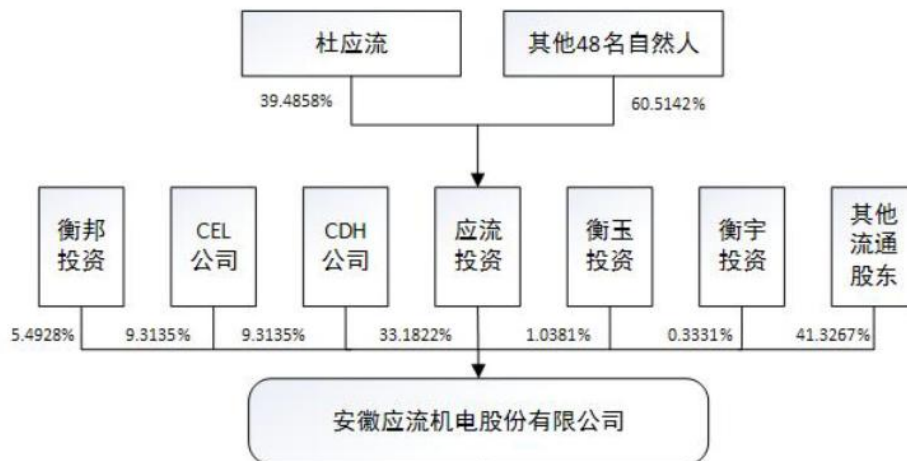 杜应流
其他48名自然人
39.4858%
60.5142%
衡邦
投资
CEL
公司
CDH
公司
应流
投资
衡玉
投资
衡宇
投资
其他
流通
股东
5.4928%
9.3135%
9.3135%
33.1822%
1.0381%
0.3331%
41.3267%
安徽应流机电股份有限公司